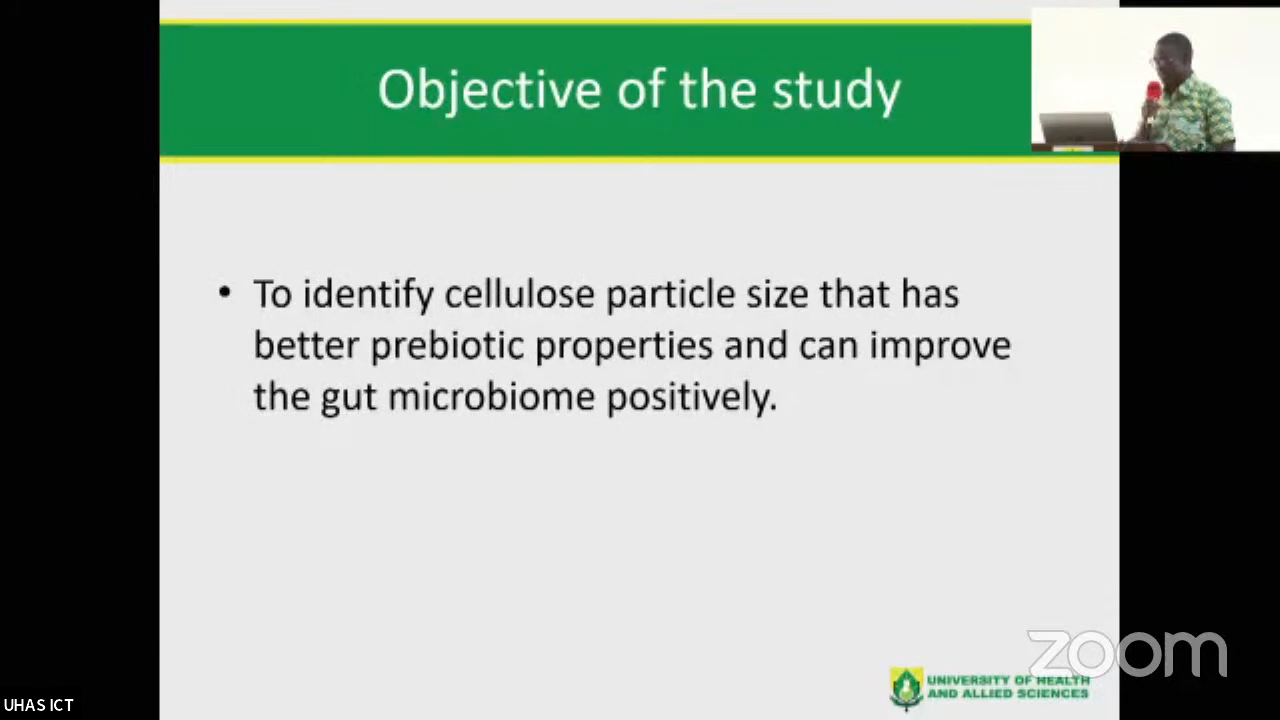 Objective of the study
• To identify cellulose particle size that has
better prebiotic properties and can improve
the gut microbiome positively.
zoom
UNIVERSITY OF HEALTH
AND ALLIED SCIENCES
UHAS ICT